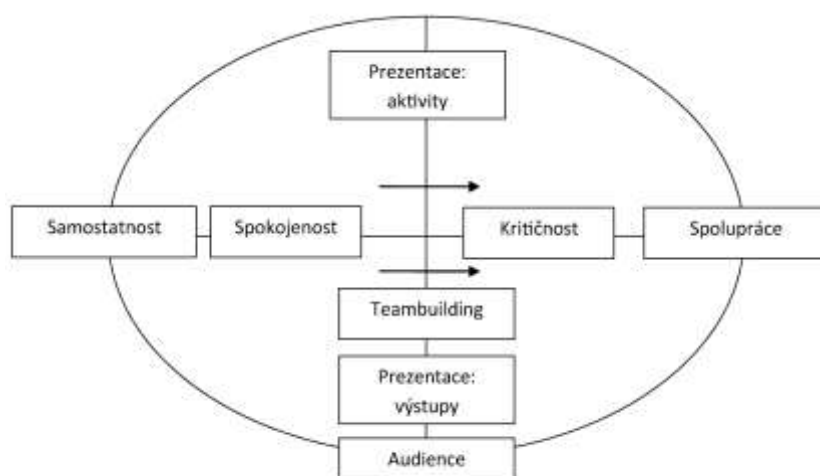 Prezentace:
aktivity
Samostatnost
Spokojenost
Kritičnost
Spolupráce
Teambuilding
Prezentace:
výstupy
Audience